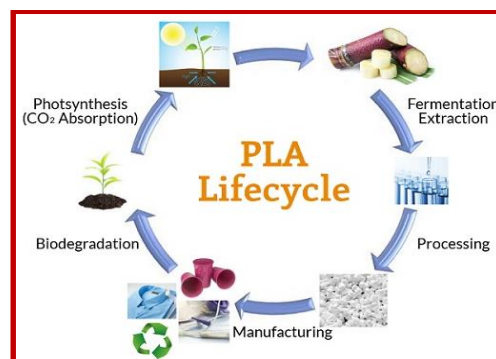 Photsynthesis
(CO₂ Absorption)
Fermentation
Extraction
PLA
Lifecycle
Biodegradation
Processing
Manufacturing